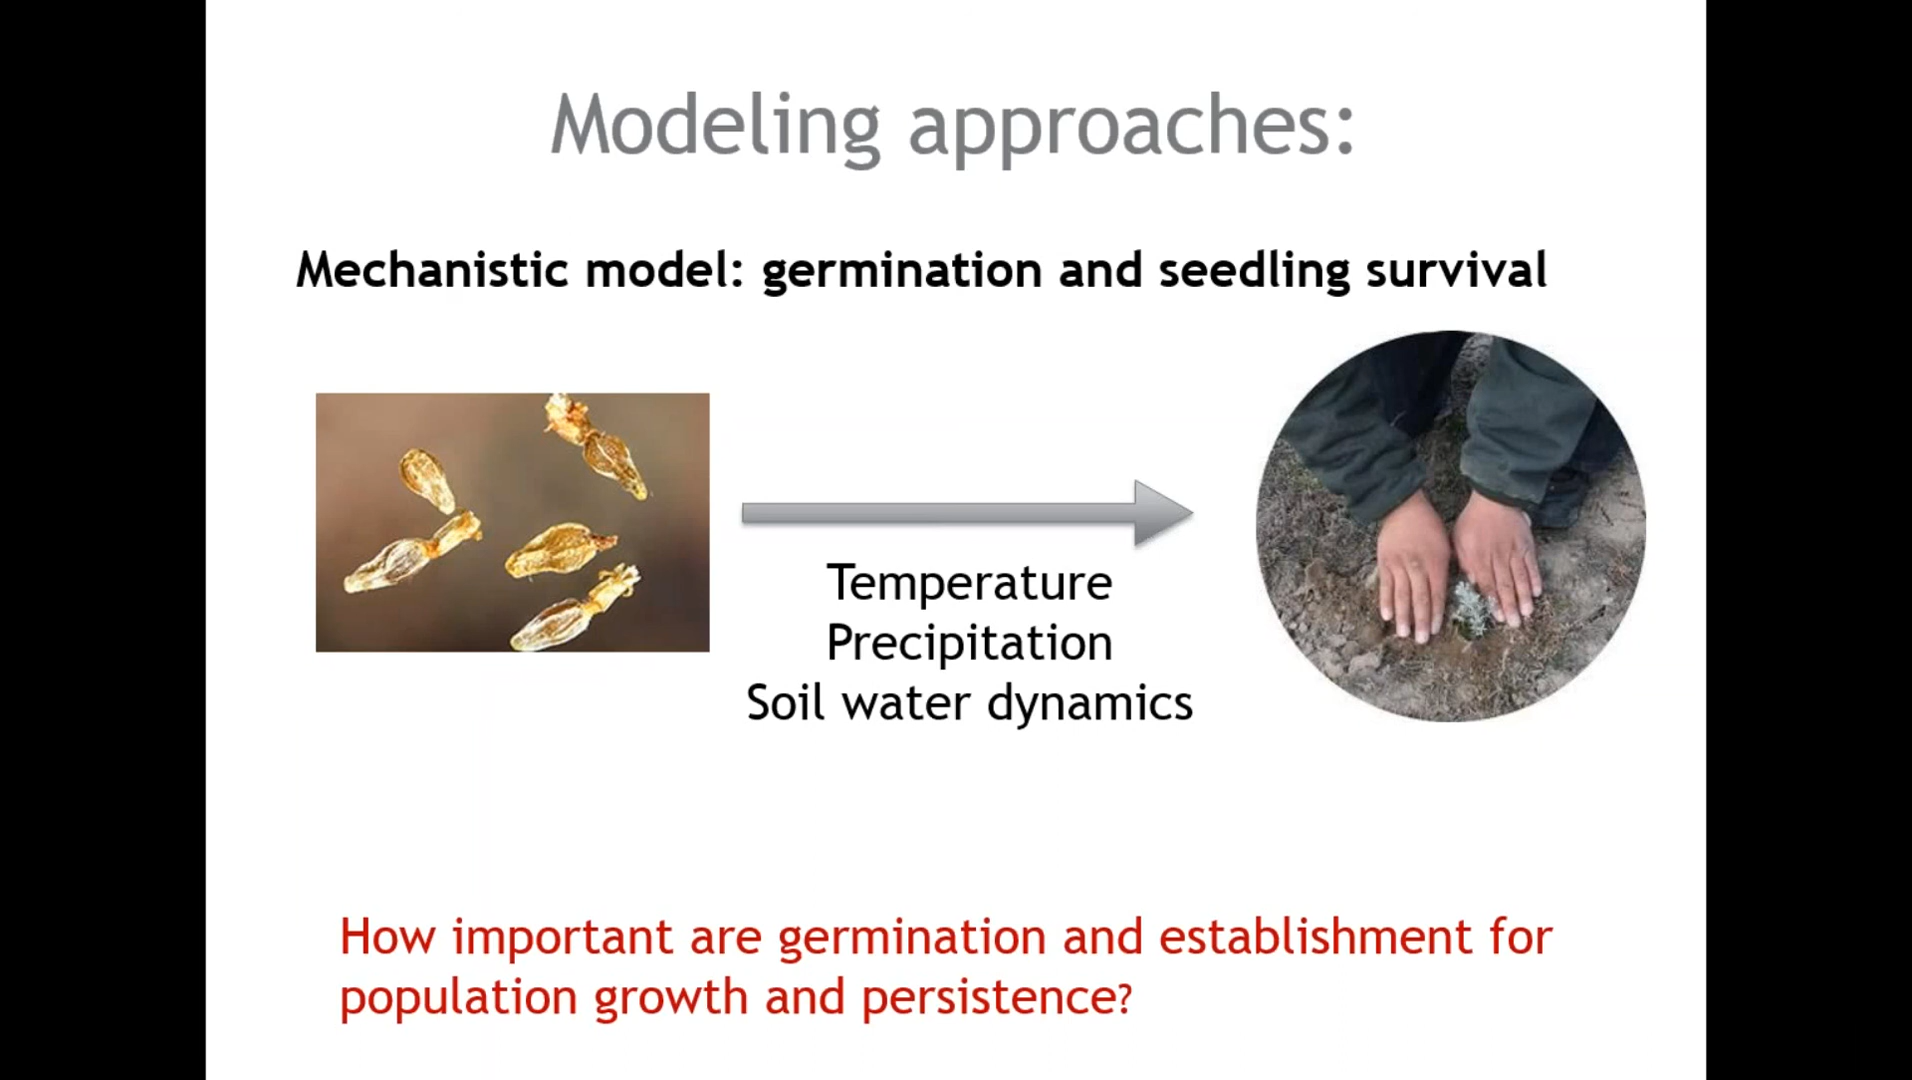 Modeling approaches:
Mechanistic model: germination and seedling survival
Temperature
Precipitation
Soil water dynamics
How important are germination and establishment for
population growth and persistence?